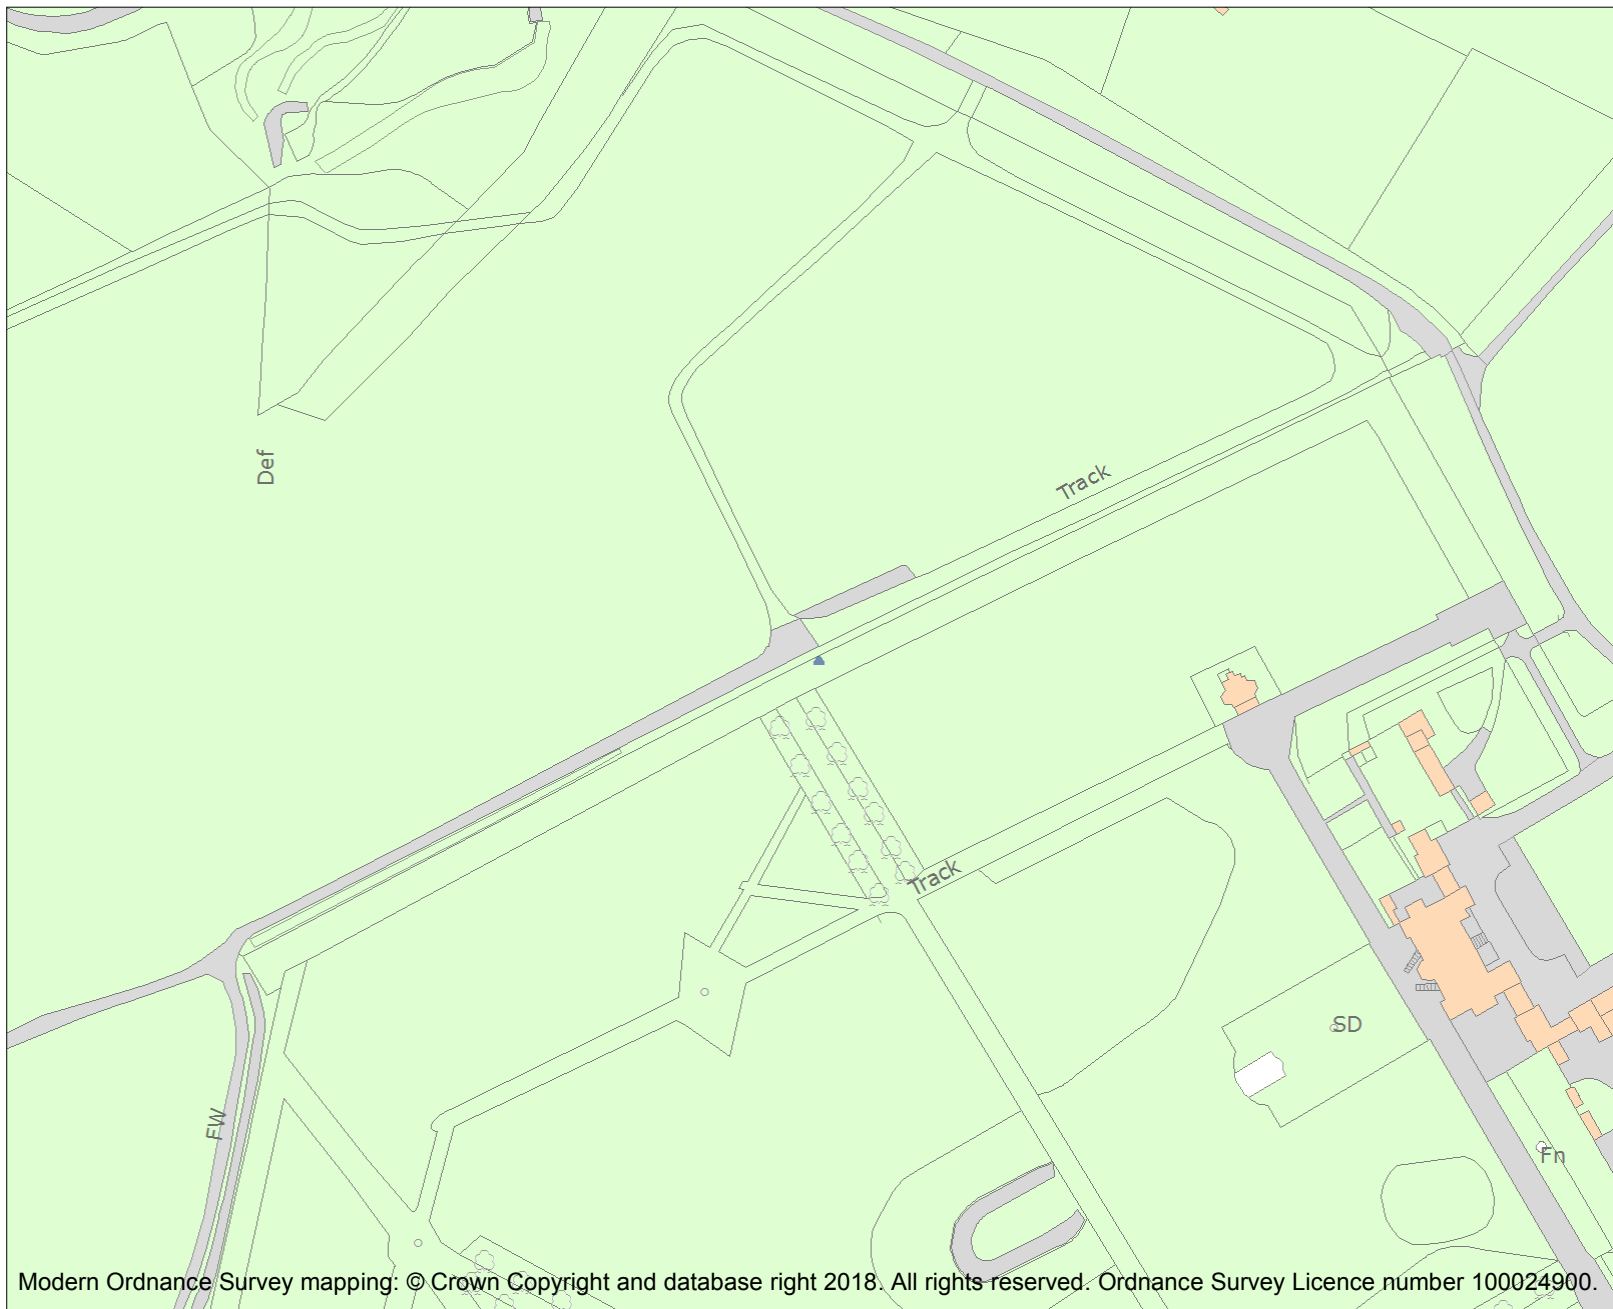 Def
Track
Track
SD
FW
Fn
Modern Ordnance Survey mapping: © Crown Copyright and database right 2018. All rights reserved. Ordnance Survey Licence number 100024900.